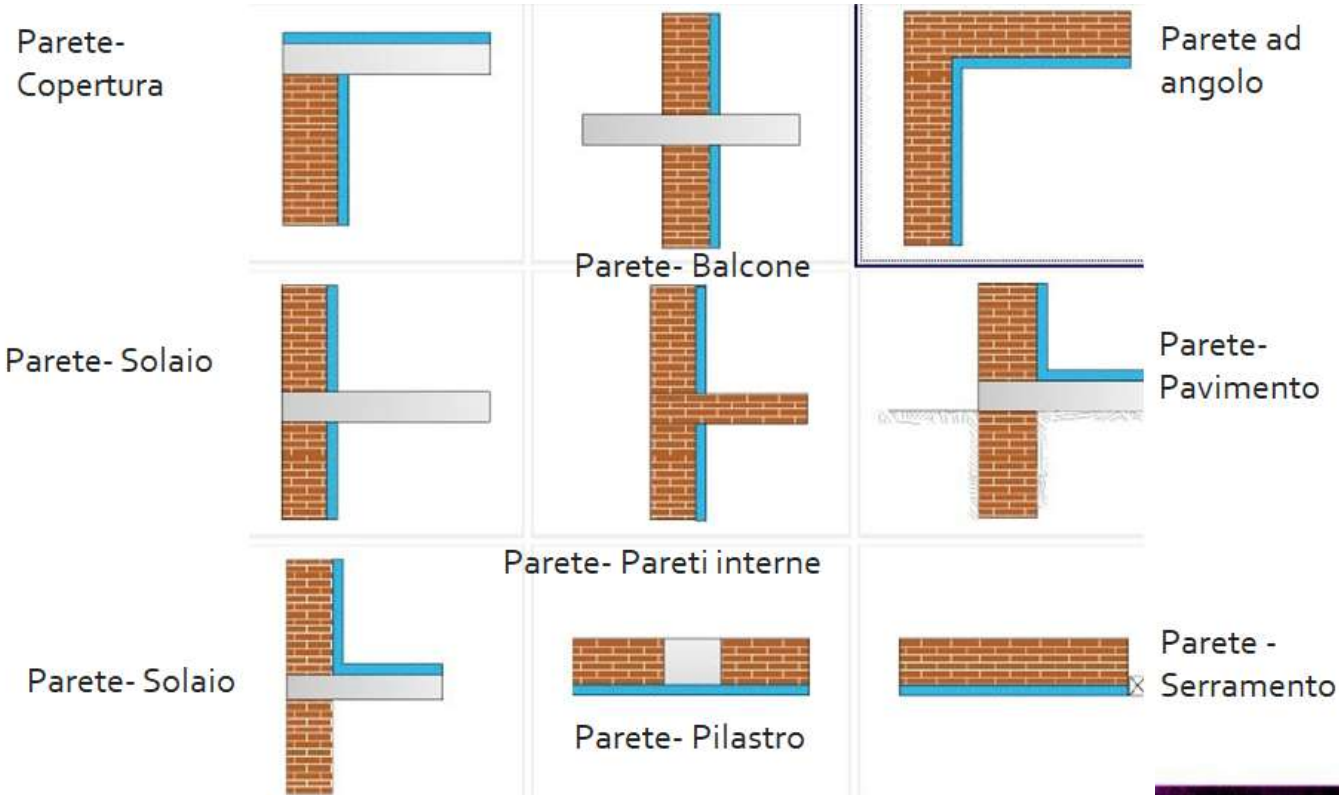 Parete-
Copertura
Parete ad
angolo
Parete- Balcone
Parete- Solaio
Parete-
Pavimento
Parete- Pareti interne
Parete- Solaio
Parete -
Serramento
Parete- Pilastro